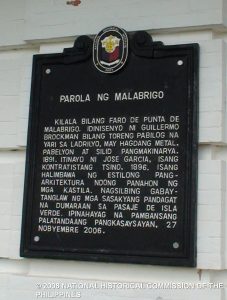 PAROLA NG MALABRIGO
KILALA BILANG FARO DE PUNTA DE
MALABRIGO. IDINISENYO NI GUILLERMO
BROCKMAN BILANG TORENG PABILOG NA
YARI SA LADRILYO, MAY HAGDANG METAL,
PABELYON AT SILID PANGMAKINARYA,
1891. ITINAYO NI JOSE GARCIA, ISANG
KONTRATISTANG TSINO, 1896. ISANG
HALIMBAWA NG ESTILONG PANG-
ARKITEKTURA NOONG PANAHON NG
MGA KASTILA. NAGSILBING GABAY-
TANGLAW NG MGA SASAKYANG PANDAGAT
NA DUMARAAN SA PASAJE DE ISLA
VERDE. IPINAHAYAG NA PAMBANSANG
PALATANDAANG PANGKASAYSAYAN, 27
NOBYEMBRE 2006.
© 2008 NATIONAL HISTORICAL COMMISSION OF THE
PHILIPPINES